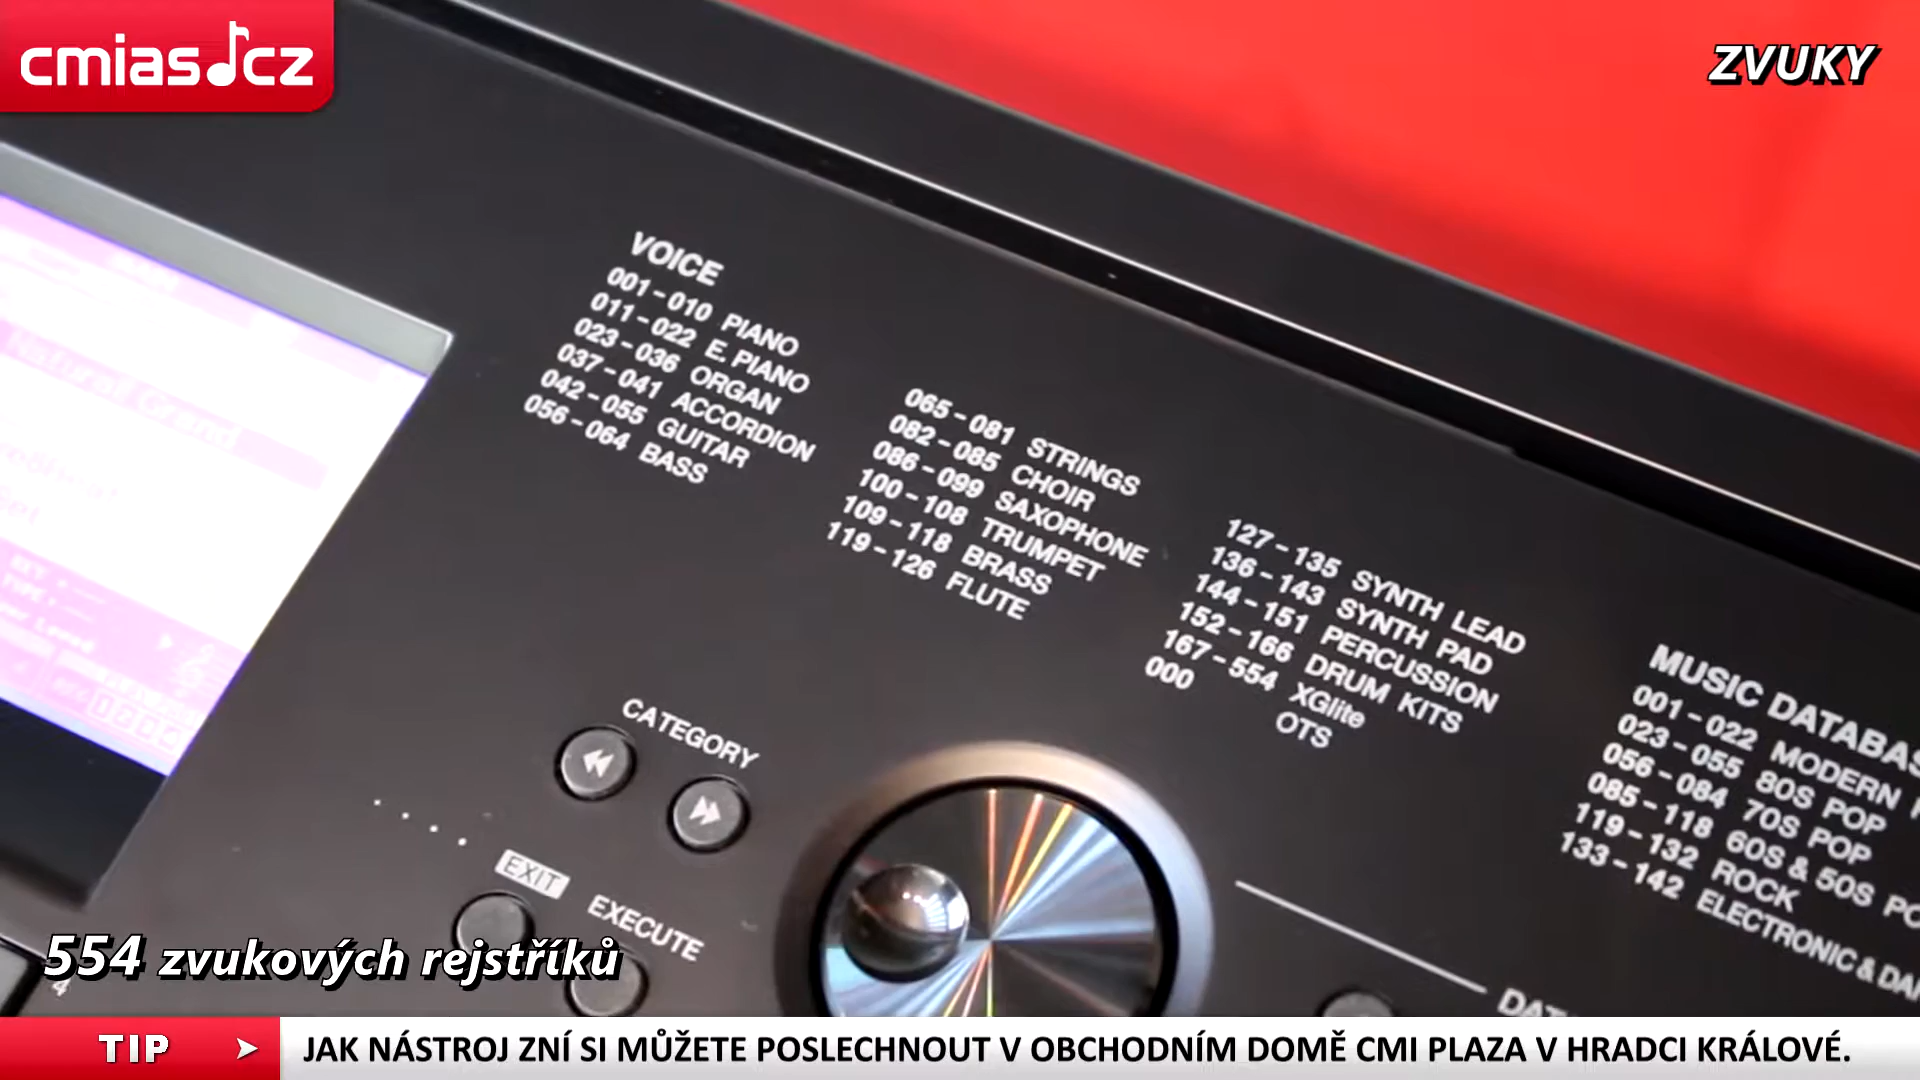 cmias.cz
ZVUKY
Natural Grand
VOICE
001-010 PIANO
011-022 E. PIANO
023-036 ORGAN
037-041 ACCORDION
042-055 GUITAR
056-064 BASS
065-081 STRINGS
082-085 CHOIR
086-099 SAXOPHONE
100-108 TRUMPET
109-118 BRASS
119-126 FLUTE
127-135 SYNTH LEAD
136-143 SYNTH PAD
144-151 PERCUSSION
152-166 DRUM KITS
167-554 XGlite
000 OTS
MUSIC DATABAS
001-022 MODERN
023-055 80S POP
056-084 70S POP
085-118 60S & 50S PO
119-132 ROCK
133-142 ELECTRONIC & DAN
CATEGORY
EXIT
EXECUTE
DAT
4
554 zvukových rejstříků
TIP
JAK NÁSTROJ ZNÍ SI MŮŽETE POSLECHNOUT V OBCHODNÍM DOMĚ CMI PLAZA V HRADCI KRÁLOVÉ.